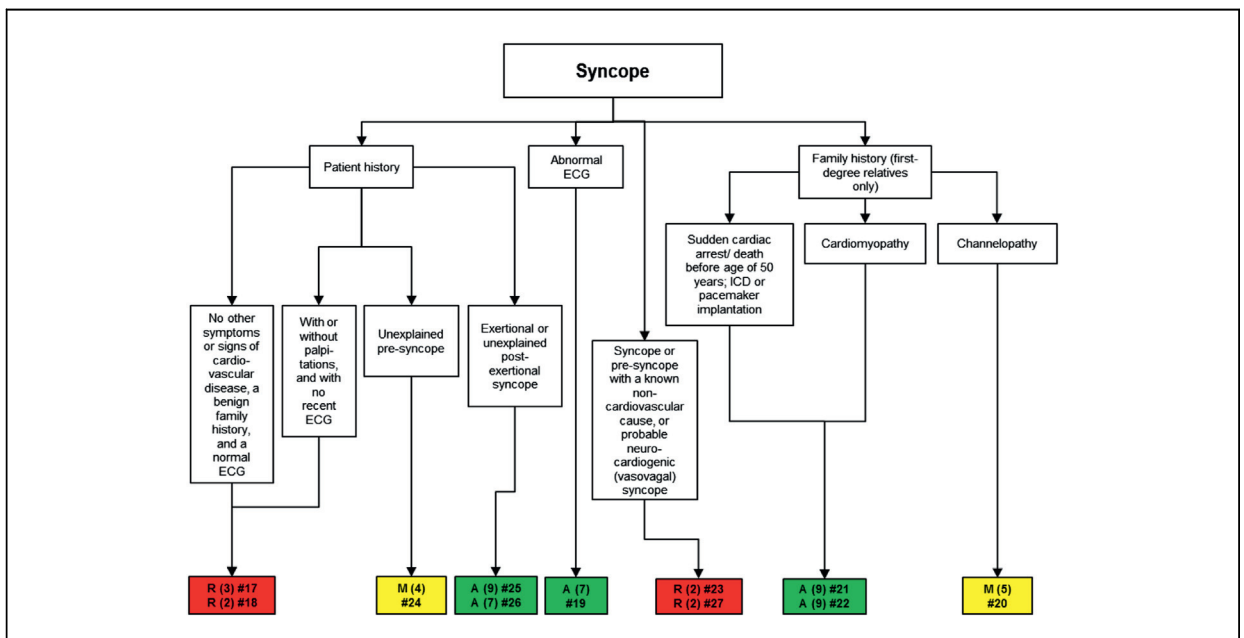 Syncope
Patient history
Abnormal
ECG
Family history (first-
degree relatives
only)
Sudden cardiac
arrest/ death
before age of 50
years; ICD or
pacemaker
implantation
Cardiomyopathy
Channelopathy
No other
symptoms
or signs of
cardio-
vascular
disease, a
benign
family
history,
and a
normal
ECG
With or
without
palpi-
tations,
and with
no
recent
ECG
Unexplained
pre-syncope
Exertional or
unexplained
post-
exertional
syncope
Syncope or
pre-syncope
with a known
non-
cardiovascular
cause, or
probable
neuro-
cardiogenic
(vasovagal)
syncope
R (3) #17
R (2) #18
M (4)
#24
A (9) #25
A (7) #26
A (7)
#19
R (2) #23
R (2) #27
A (9) #21
A (9) #22
M (5)
#20